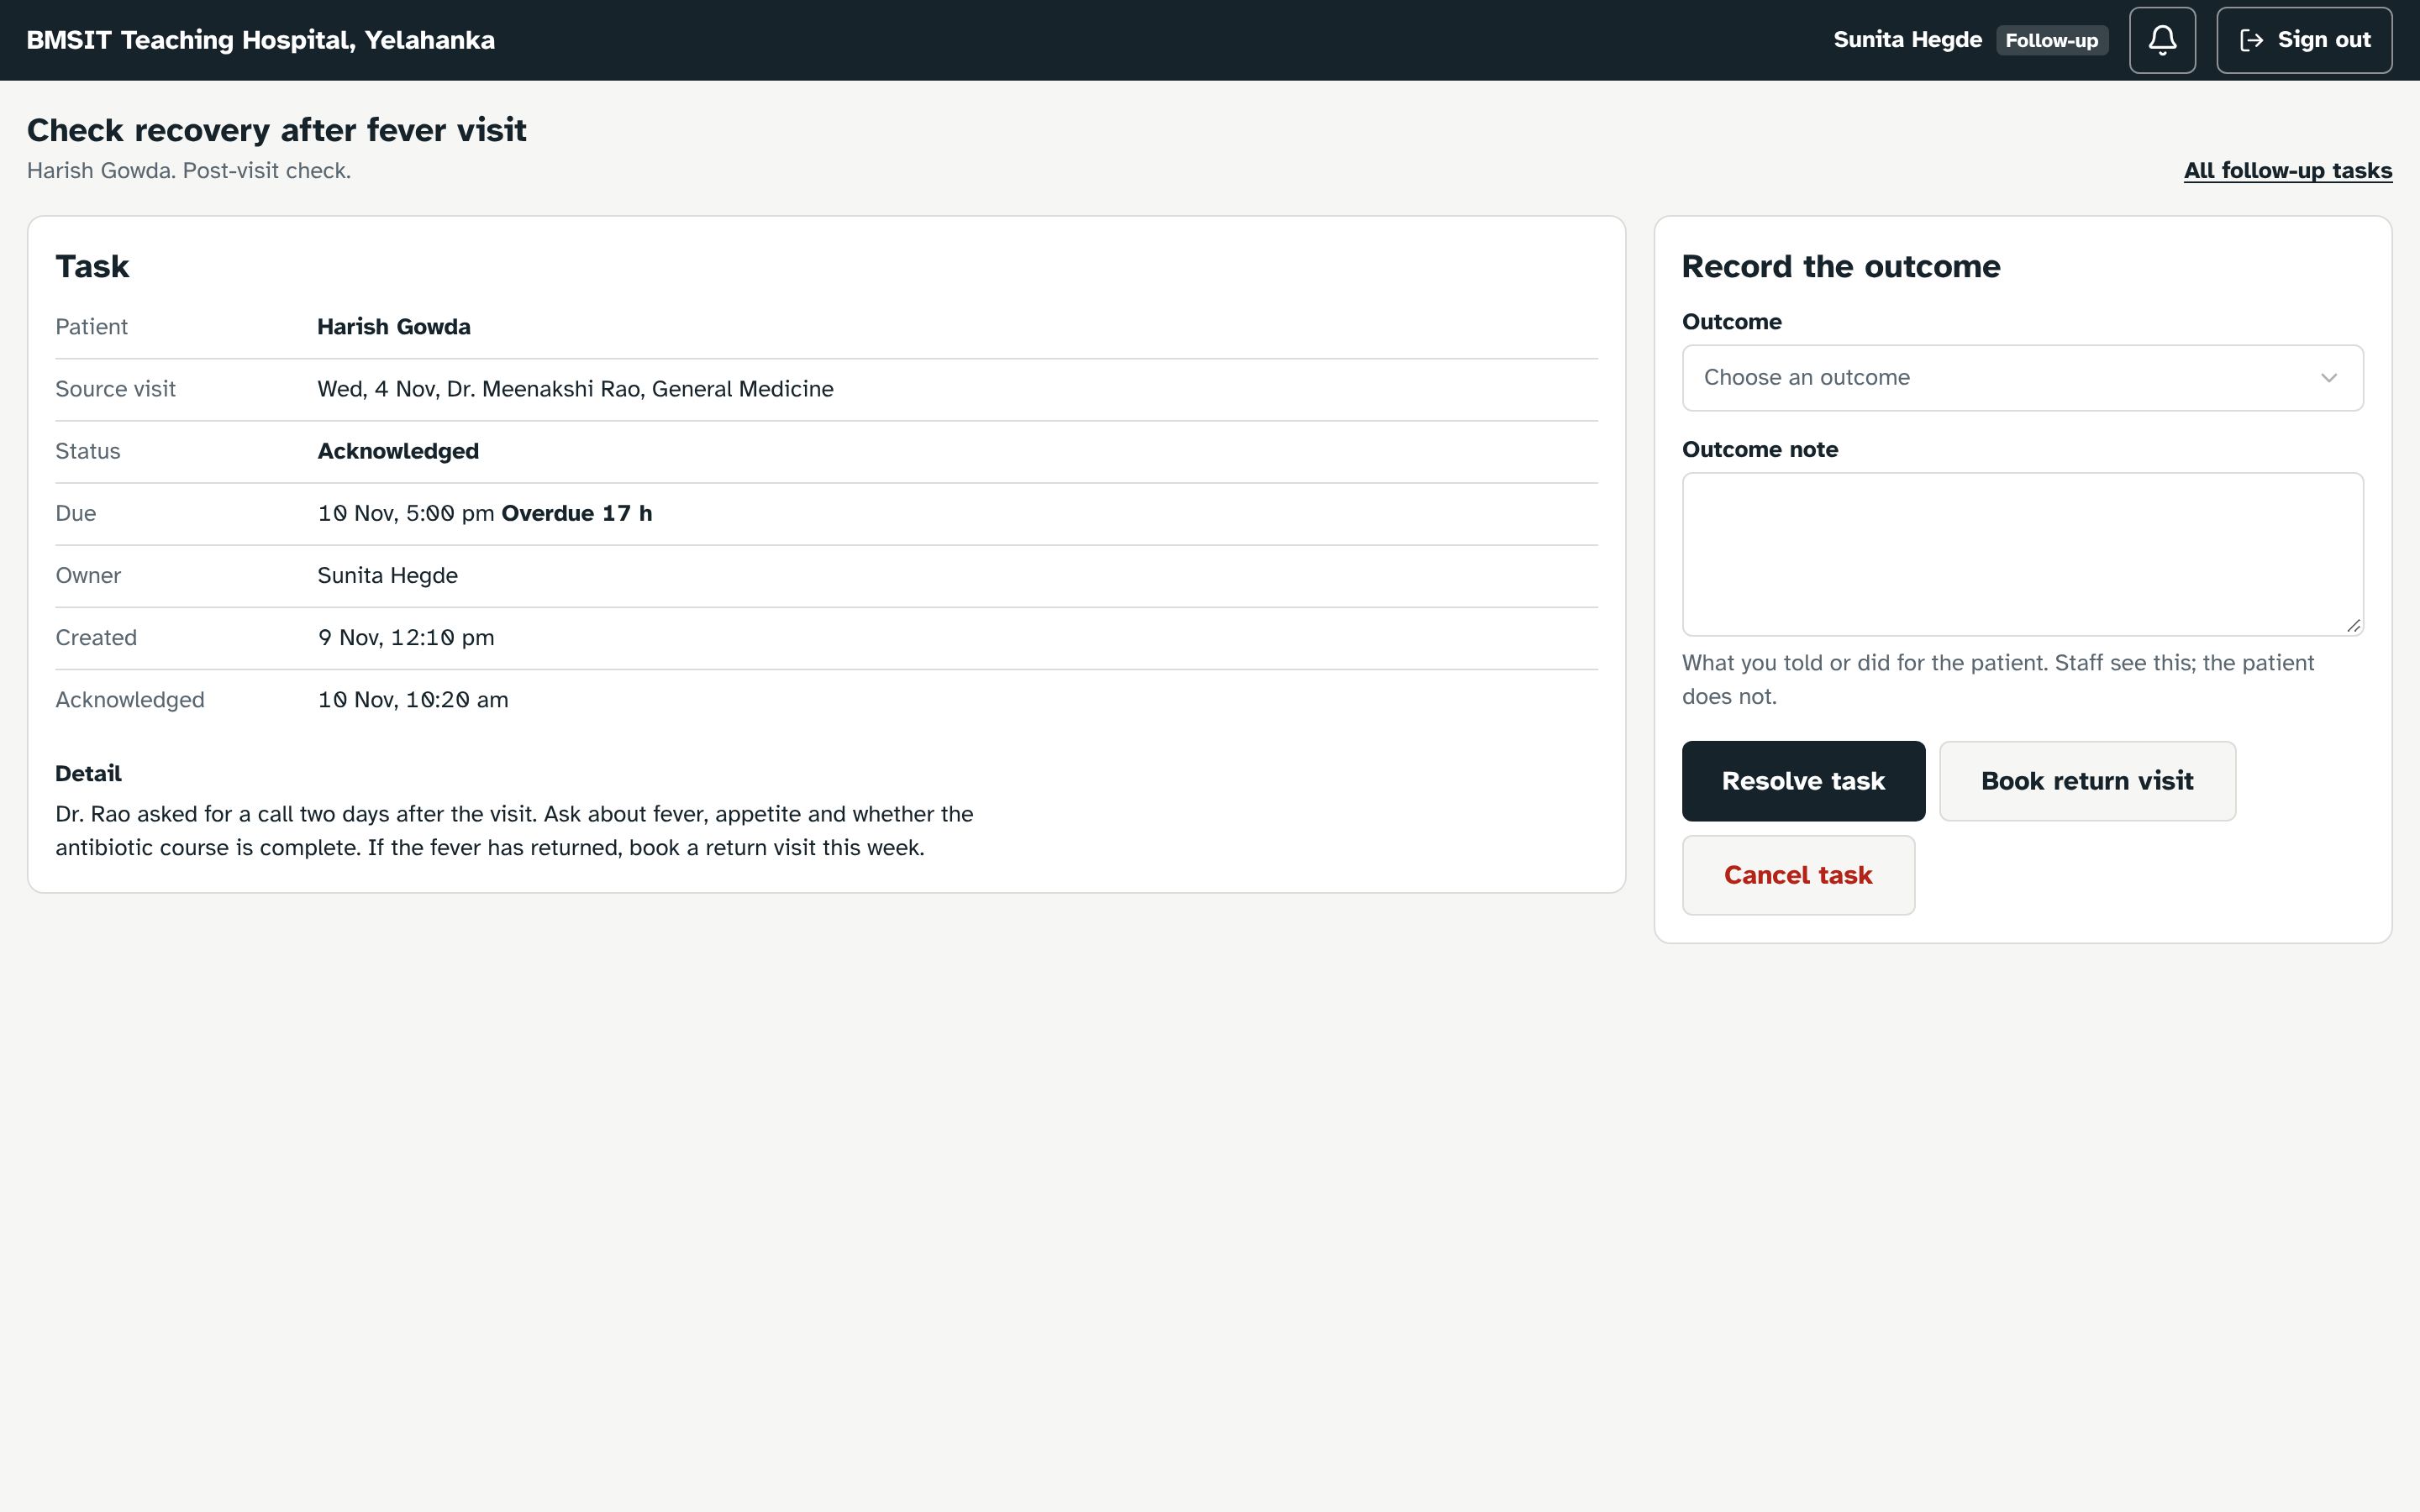 BMSIT Teaching Hospital, Yelahanka
Sunita Hegde Follow-up Sign out
Check recovery after fever visit
Harish Gowda. Post-visit check.
All follow-up tasks
Task
Patient Harish Gowda
Source visit Wed, 4 Nov, Dr. Meenakshi Rao, General Medicine
Status Acknowledged
Due 10 Nov, 5:00 pm Overdue 17 h
Owner Sunita Hegde
Created 9 Nov, 12:10 pm
Acknowledged 10 Nov, 10:20 am
Detail
Dr. Rao asked for a call two days after the visit. Ask about fever, appetite and whether the
antibiotic course is complete. If the fever has returned, book a return visit this week.
Record the outcome
Outcome
Choose an outcome
Outcome note
What you told or did for the patient. Staff see this; the patient
does not.
Resolve task Book return visit
Cancel task